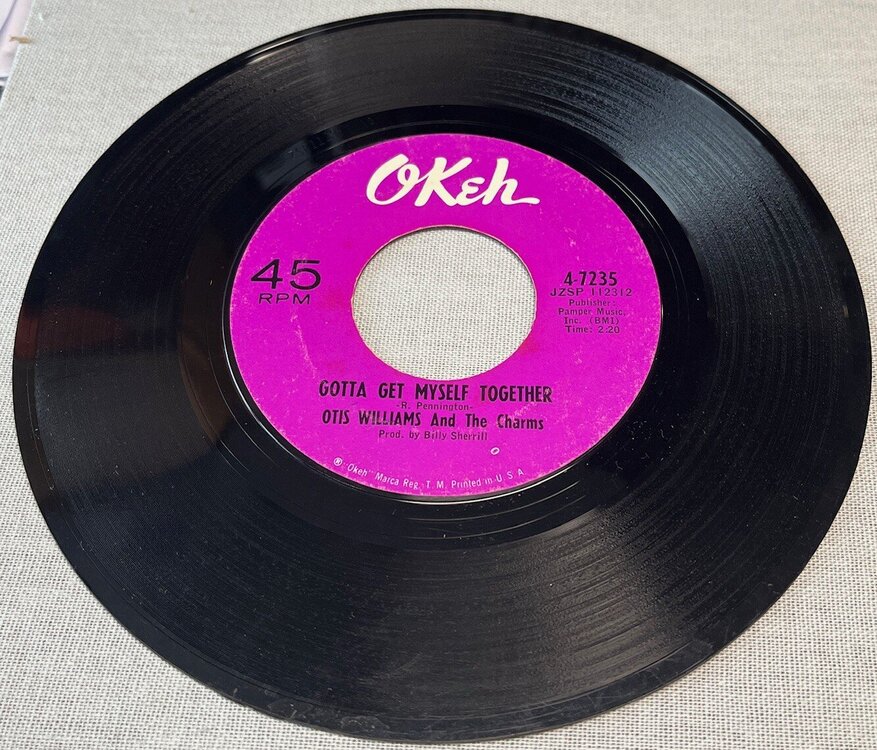 OKeh
45
RPM
4-7235
JZSP 112312
Publisher:
Pamper Music,
Inc. (BMI)
Time: 2:20
GOTTA GET MYSELF TOGETHER
-R. Pennington-
OTIS WILLIAMS And The Charms
Prod. by Billy Sherrill
® "Okeh" Marca Reg. T. M. Printed in U S A